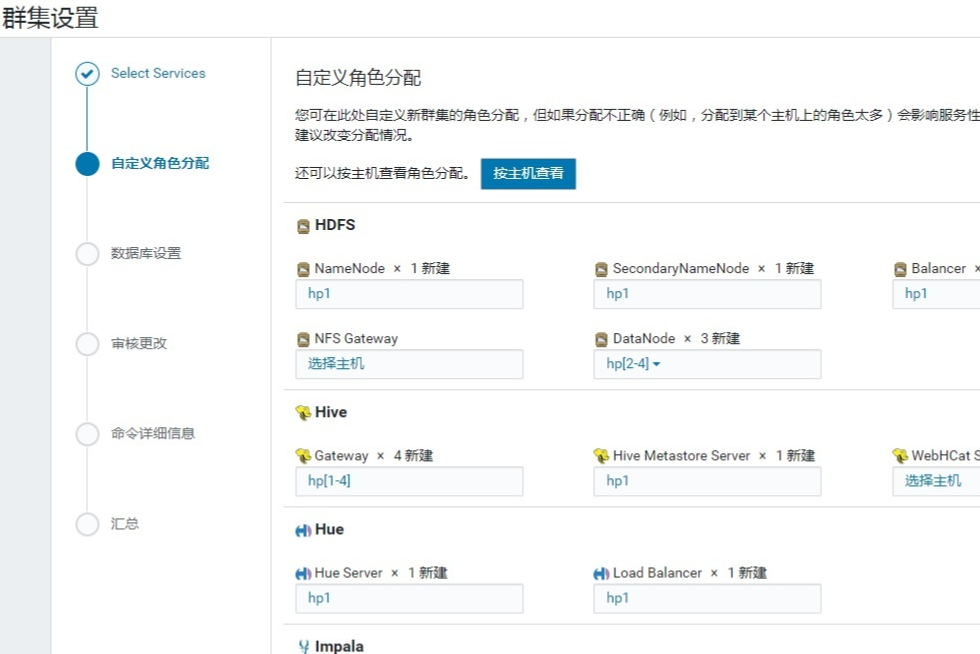 群集设置
Select Services
自定义角色分配
数据库设置
审核更改
命令详细信息
汇总
自定义角色分配
您可在此处自定义新群集的角色分配，但如果分配不正确（例如，分配到某个主机上的角色太多）会影响服务性
建议改变分配情况。
还可以按主机查看角色分配。 按主机查看
HDFS
NameNode × 1 新建 SecondaryNameNode × 1 新建 Balancer ×
hp1 hp1 hp1
NFS Gateway DataNode × 3 新建
选择主机 hp[2-4]
Hive
Gateway × 4 新建 Hive Metastore Server × 1 新建 WebHCat S
hp[1-4] hp1 选择主机
Hue
Hue Server × 1 新建 Load Balancer × 1 新建
hp1 hp1
Impala